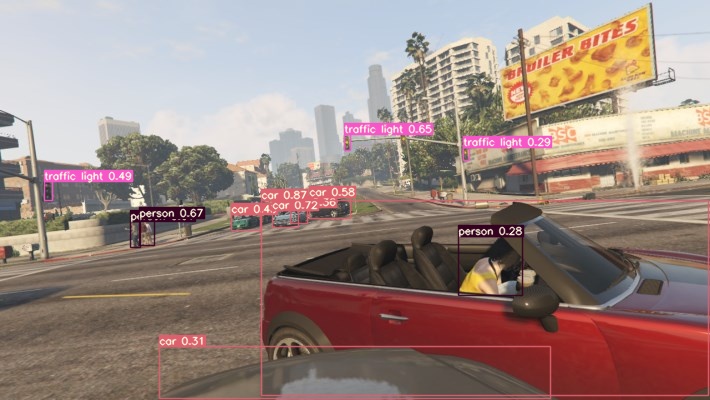 BROILER BITES
traffic light 0.65
traffic light 0.29
traffic light 0.49
car 0.87
car 0.58
person 0.67
car 0.72
person 0.28
car 0.31